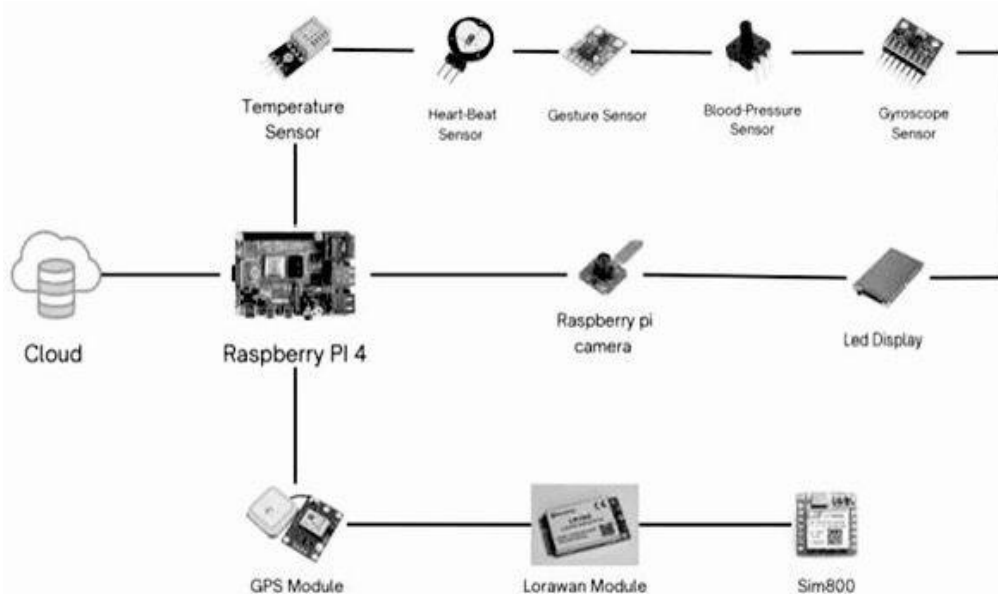 Temperature
Sensor
Heart-Beat
Sensor
Gesture Sensor
Blood-Pressure
Sensor
Gyroscope
Sensor
Cloud
Raspberry PI 4
Raspberry pi
camera
Led Display
GPS Module
Lorawan Module
Sim800